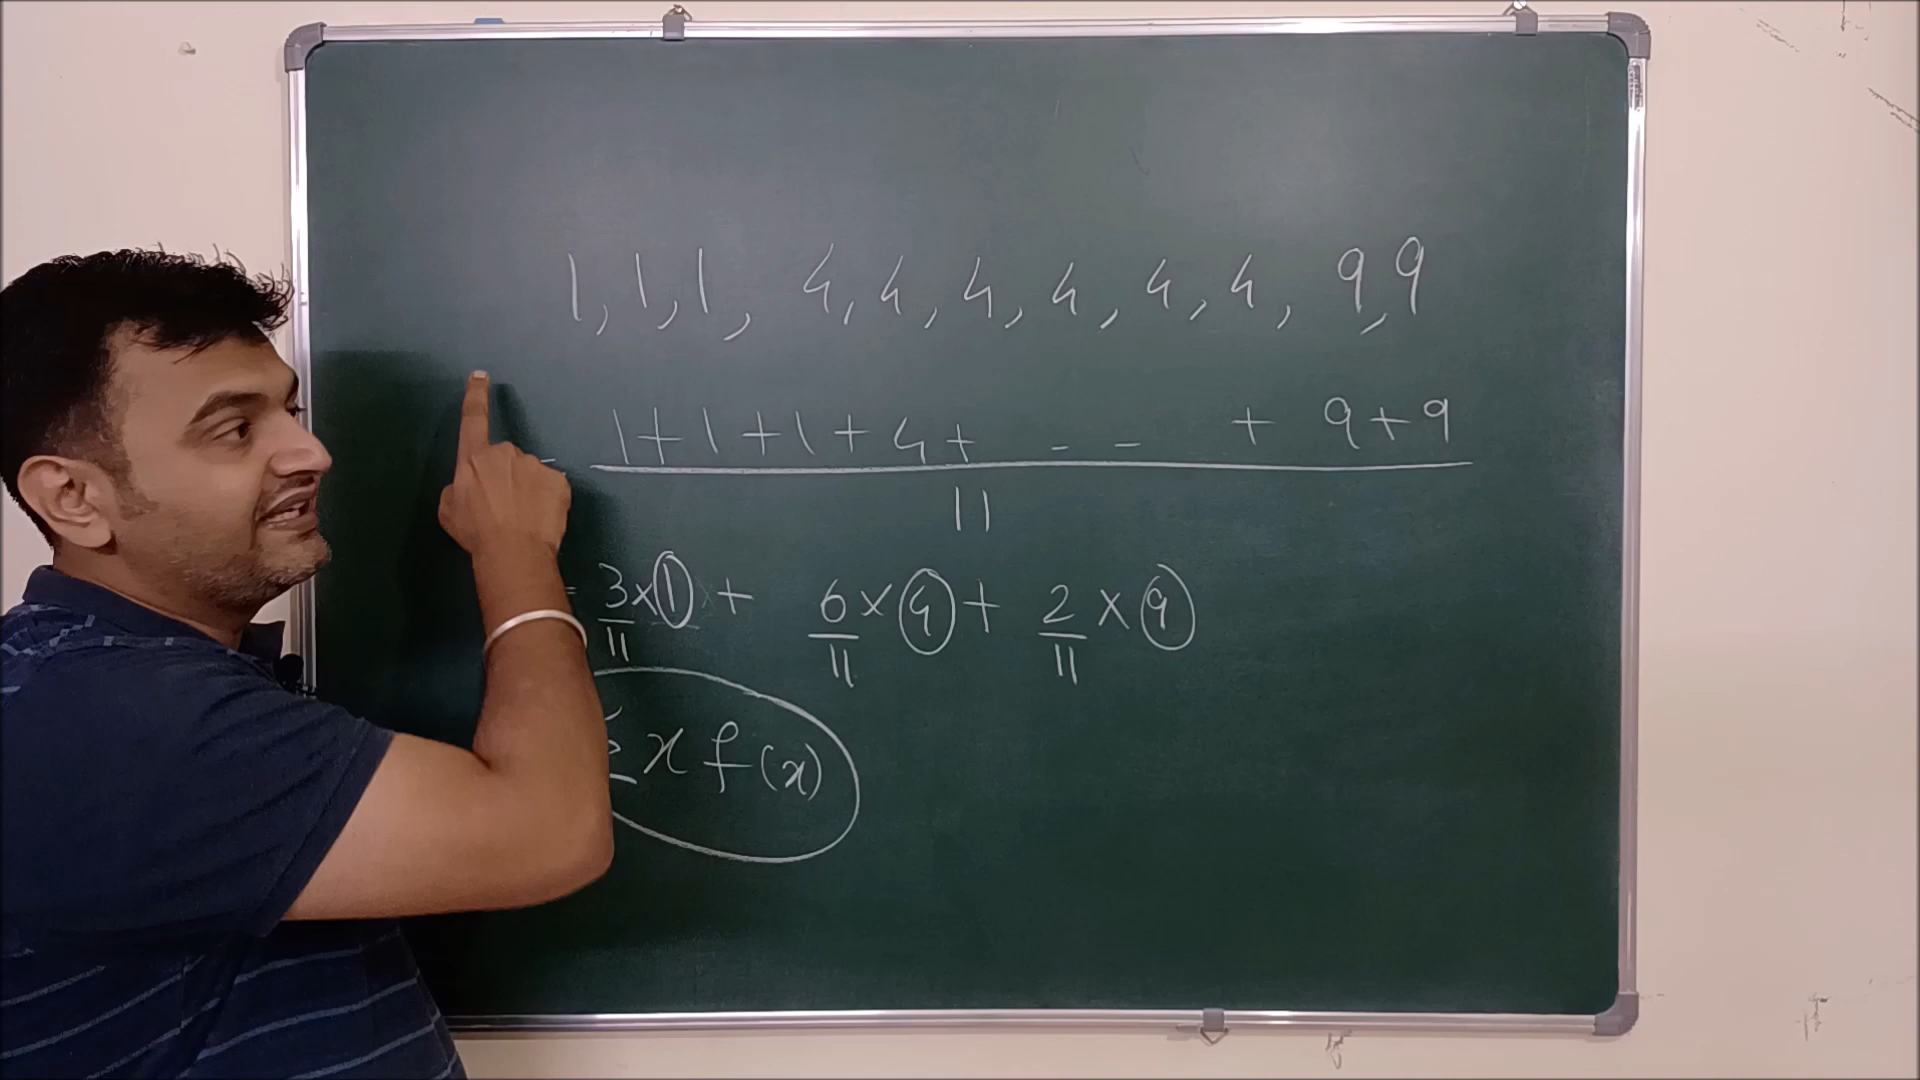 1, 1, 1, 4, 4, 4, 4, 4, 4, 9, 9
= 1+1+1+4+ - - + 9+9 / 11
= 3/11 × 1 + 6/11 × 4 + 2/11 × 9
Σ x f(x)